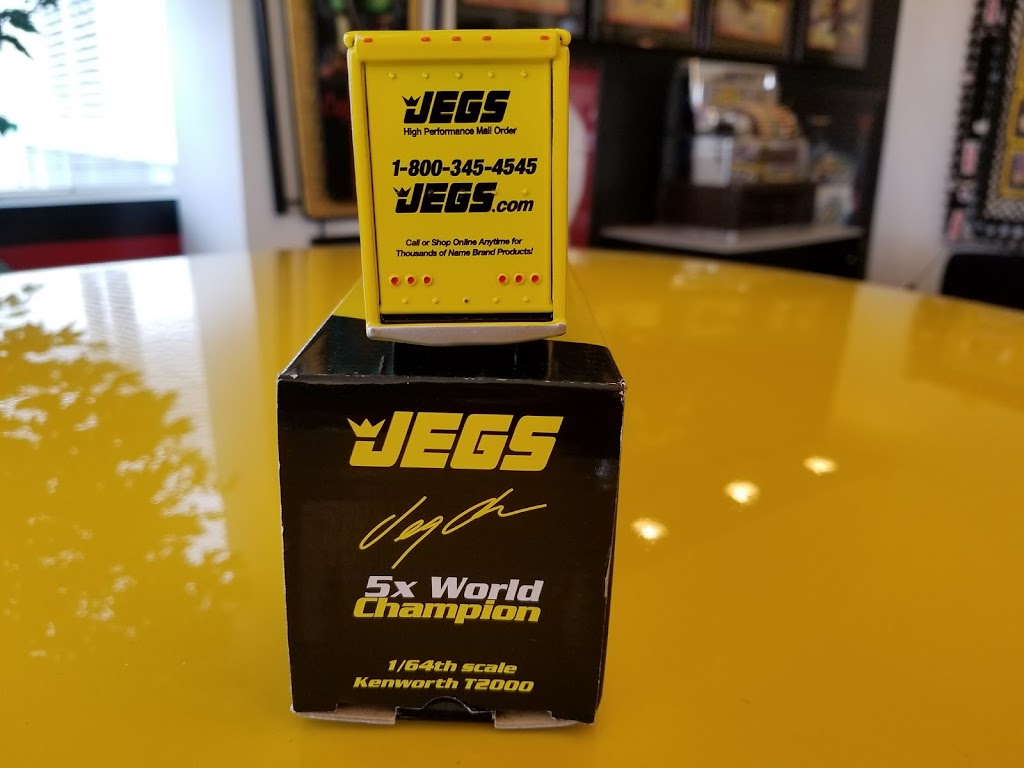 JEGS
High Performance Mail Order
1-800-345-4545
JEGS.com
Call or Shop Online Anytime for
Thousands of Name Brand Products!
JEGS
5x World
Champion
1/64th scale
Kenworth T2000